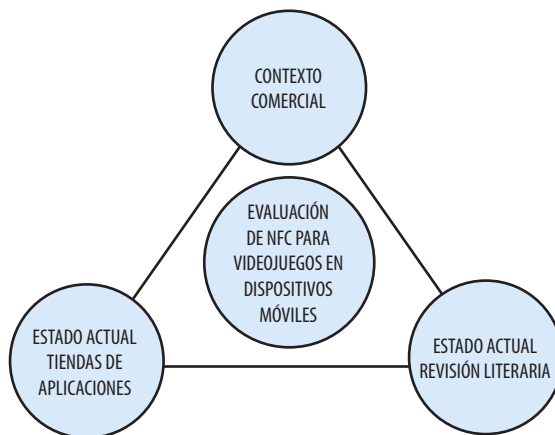 CONTEXTO
COMERCIAL
EVALUACIÓN
DE NFC PARA
VIDEOJUEGOS EN
DISPOSITIVOS
MÓVILES
ESTADO ACTUAL
TIENDAS DE
APLICACIONES
ESTADO ACTUAL
REVISIÓN LITERARIA